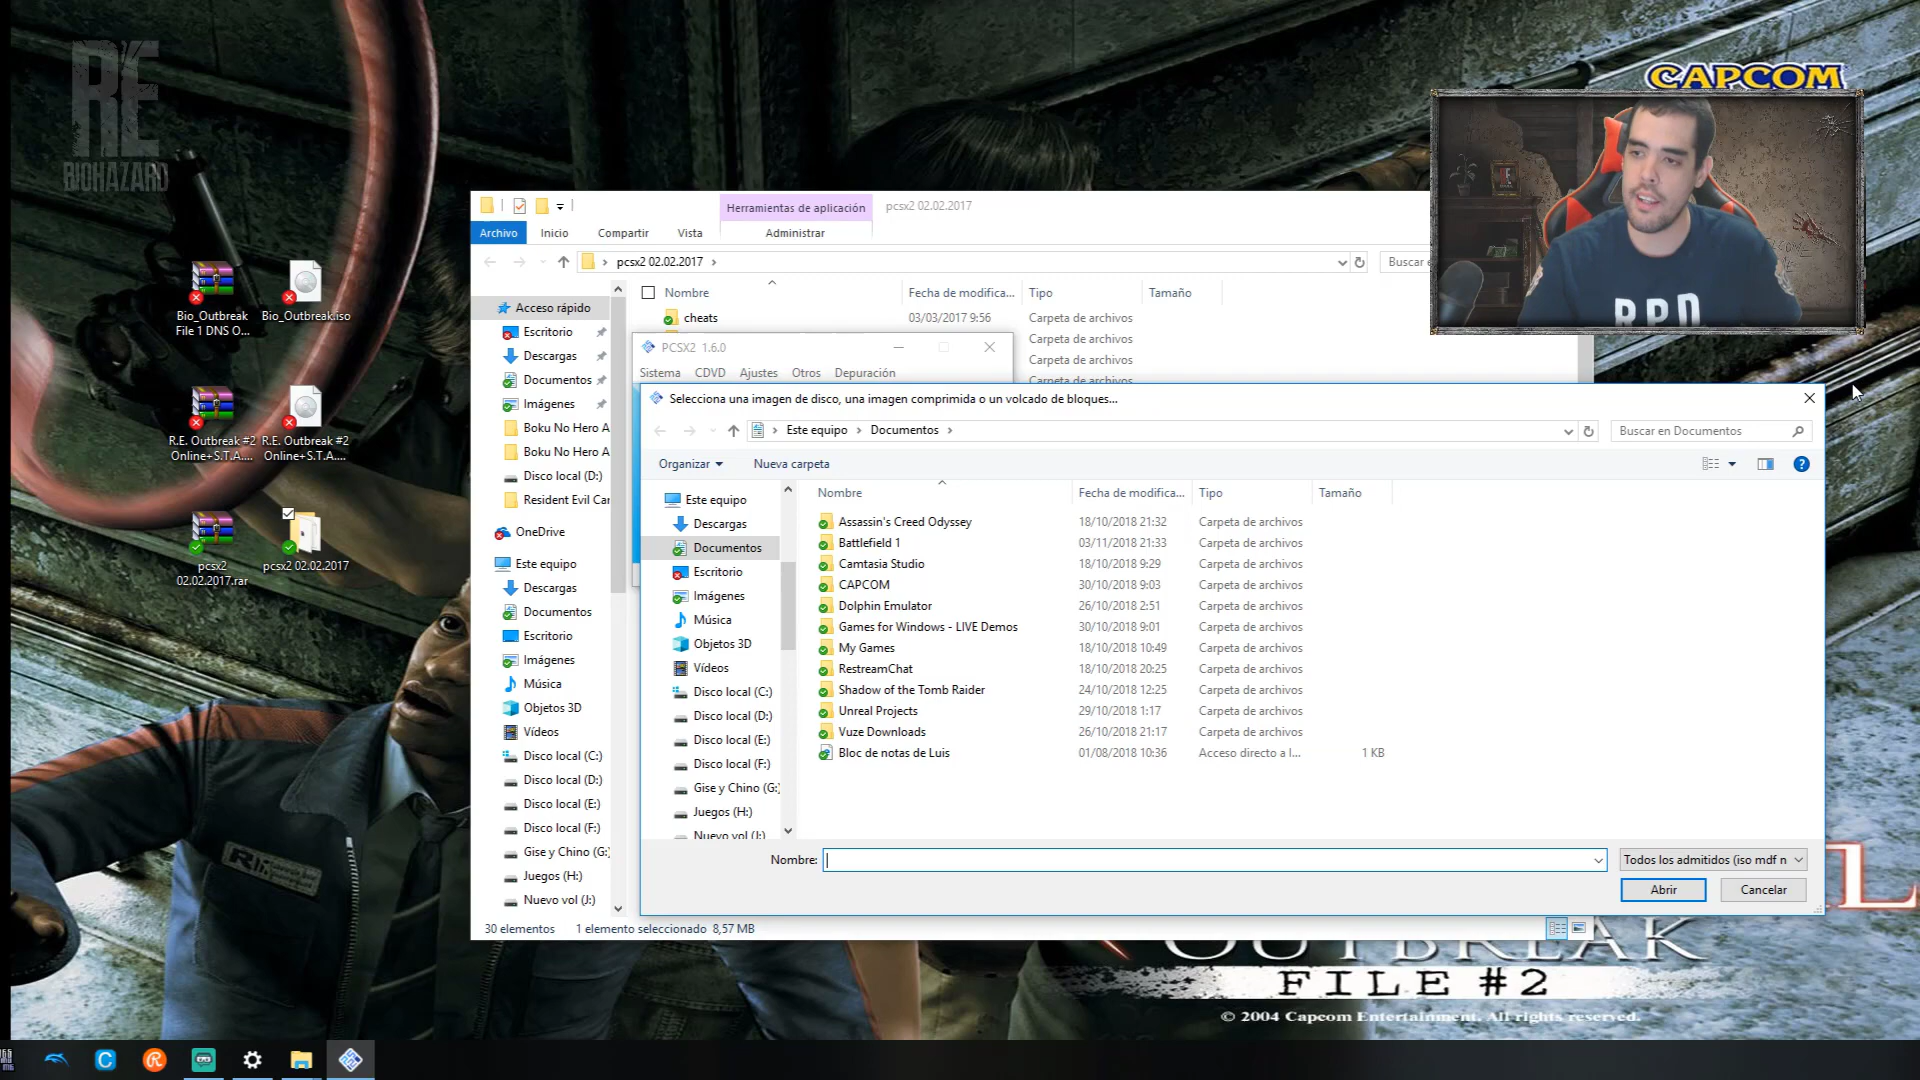 RE
BIOHAZARD
CAPCOM
RPD
Bio_Outbreak
File 1 DNS O...
Bio_Outbreak.iso
R.E. Outbreak #2
Online+S.T.A....
R.E. Outbreak #2
Online+S.T.A....
pcsx2
02.02.2017.rar
pcsx2 02.02.2017
Herramientas de aplicación
pcsx2 02.02.2017
Archivo
Inicio
Compartir
Vista
Administrar
pcsx2 02.02.2017
Buscar e
Nombre
Fecha de modifica...
Tipo
Tamaño
cheats
03/03/2017 9:56
Carpeta de archivos
Carpeta de archivos
Carpeta de archivos
Carpeta de archivos
Acceso rápido
Escritorio
Descargas
Documentos
Imágenes
Boku No Hero A
Boku No Hero A
Disco local (D:)
Resident Evil Car
OneDrive
Este equipo
Descargas
Documentos
Escritorio
Imágenes
Música
Objetos 3D
Vídeos
Disco local (C:)
Disco local (D:)
Disco local (E:)
Disco local (F:)
Gise y Chino (G:)
Juegos (H:)
Nuevo vol (J:)
30 elementos
1 elemento seleccionado 8,57 MB
PCSX2 1.6.0
Sistema
CDVD
Ajustes
Otros
Depuración
Selecciona una imagen de disco, una imagen comprimida o un volcado de bloques...
Este equipo
Documentos
Buscar en Documentos
Organizar
Nueva carpeta
Este equipo
Descargas
Documentos
Escritorio
Imágenes
Música
Objetos 3D
Vídeos
Disco local (C:)
Disco local (D:)
Disco local (E:)
Disco local (F:)
Gise y Chino (G:)
Juegos (H:)
Nuevo vol (J:)
Nombre
Fecha de modifica...
Tipo
Tamaño
Assassin's Creed Odyssey 18/10/2018 21:32 Carpeta de archivos
Battlefield 1 03/11/2018 21:33 Carpeta de archivos
Camtasia Studio 18/10/2018 9:29 Carpeta de archivos
CAPCOM 30/10/2018 9:03 Carpeta de archivos
Dolphin Emulator 26/10/2018 2:51 Carpeta de archivos
Games for Windows - LIVE Demos 30/10/2018 9:01 Carpeta de archivos
My Games 18/10/2018 10:49 Carpeta de archivos
RestreamChat 18/10/2018 20:25 Carpeta de archivos
Shadow of the Tomb Raider 24/10/2018 12:25 Carpeta de archivos
Unreal Projects 29/10/2018 1:17 Carpeta de archivos
Vuze Downloads 26/10/2018 21:17 Carpeta de archivos
Bloc de notas de Luis 01/08/2018 10:36 Acceso directo a I... 1 KB
Nombre:
Todos los admitidos (iso mdf n
Abrir
Cancelar
OUTBREAK
FILE #2
© 2004 Capcom Entertainment. All rights reserved.